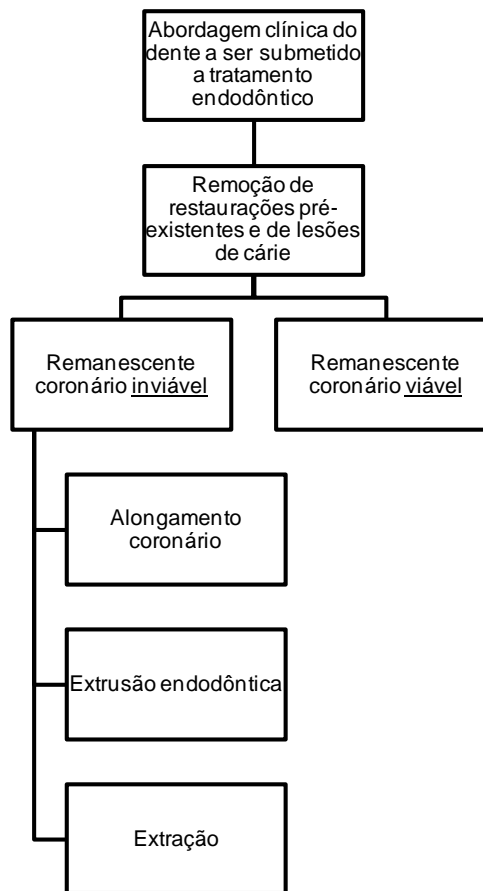 Abordagem clínica do
dente a ser submetido
a tratamento
endodôntico
Remoção de
restaurações pré-
existentes e de lesões
de cárie
Remanescente
coronário inviável
Remanescente
coronário viável
Alongamento
coronário
Extrusão endodôntica
Extração